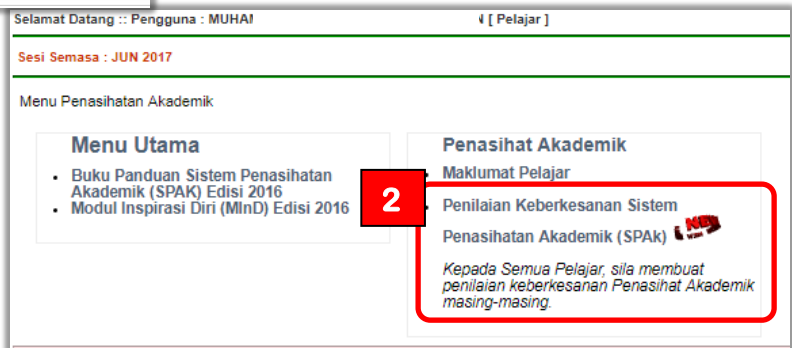 Selamat Datang :: Pengguna : MUHAM [ Pelajar ]
Sesi Semasa : JUN 2017
Menu Penasihatan Akademik
Menu Utama
Buku Panduan Sistem Penasihatan
Akademik (SPAK) Edisi 2016
Modul Inspirasi Diri (MInD) Edisi 2016
2
Penasihat Akademik
Maklumat Pelajar
Penilaian Keberkesanan Sistem
Penasihatan Akademik (SPAk) NEW
Kepada Semua Pelajar, sila membuat
penilaian keberkesanan Penasihat Akademik
masing-masing.